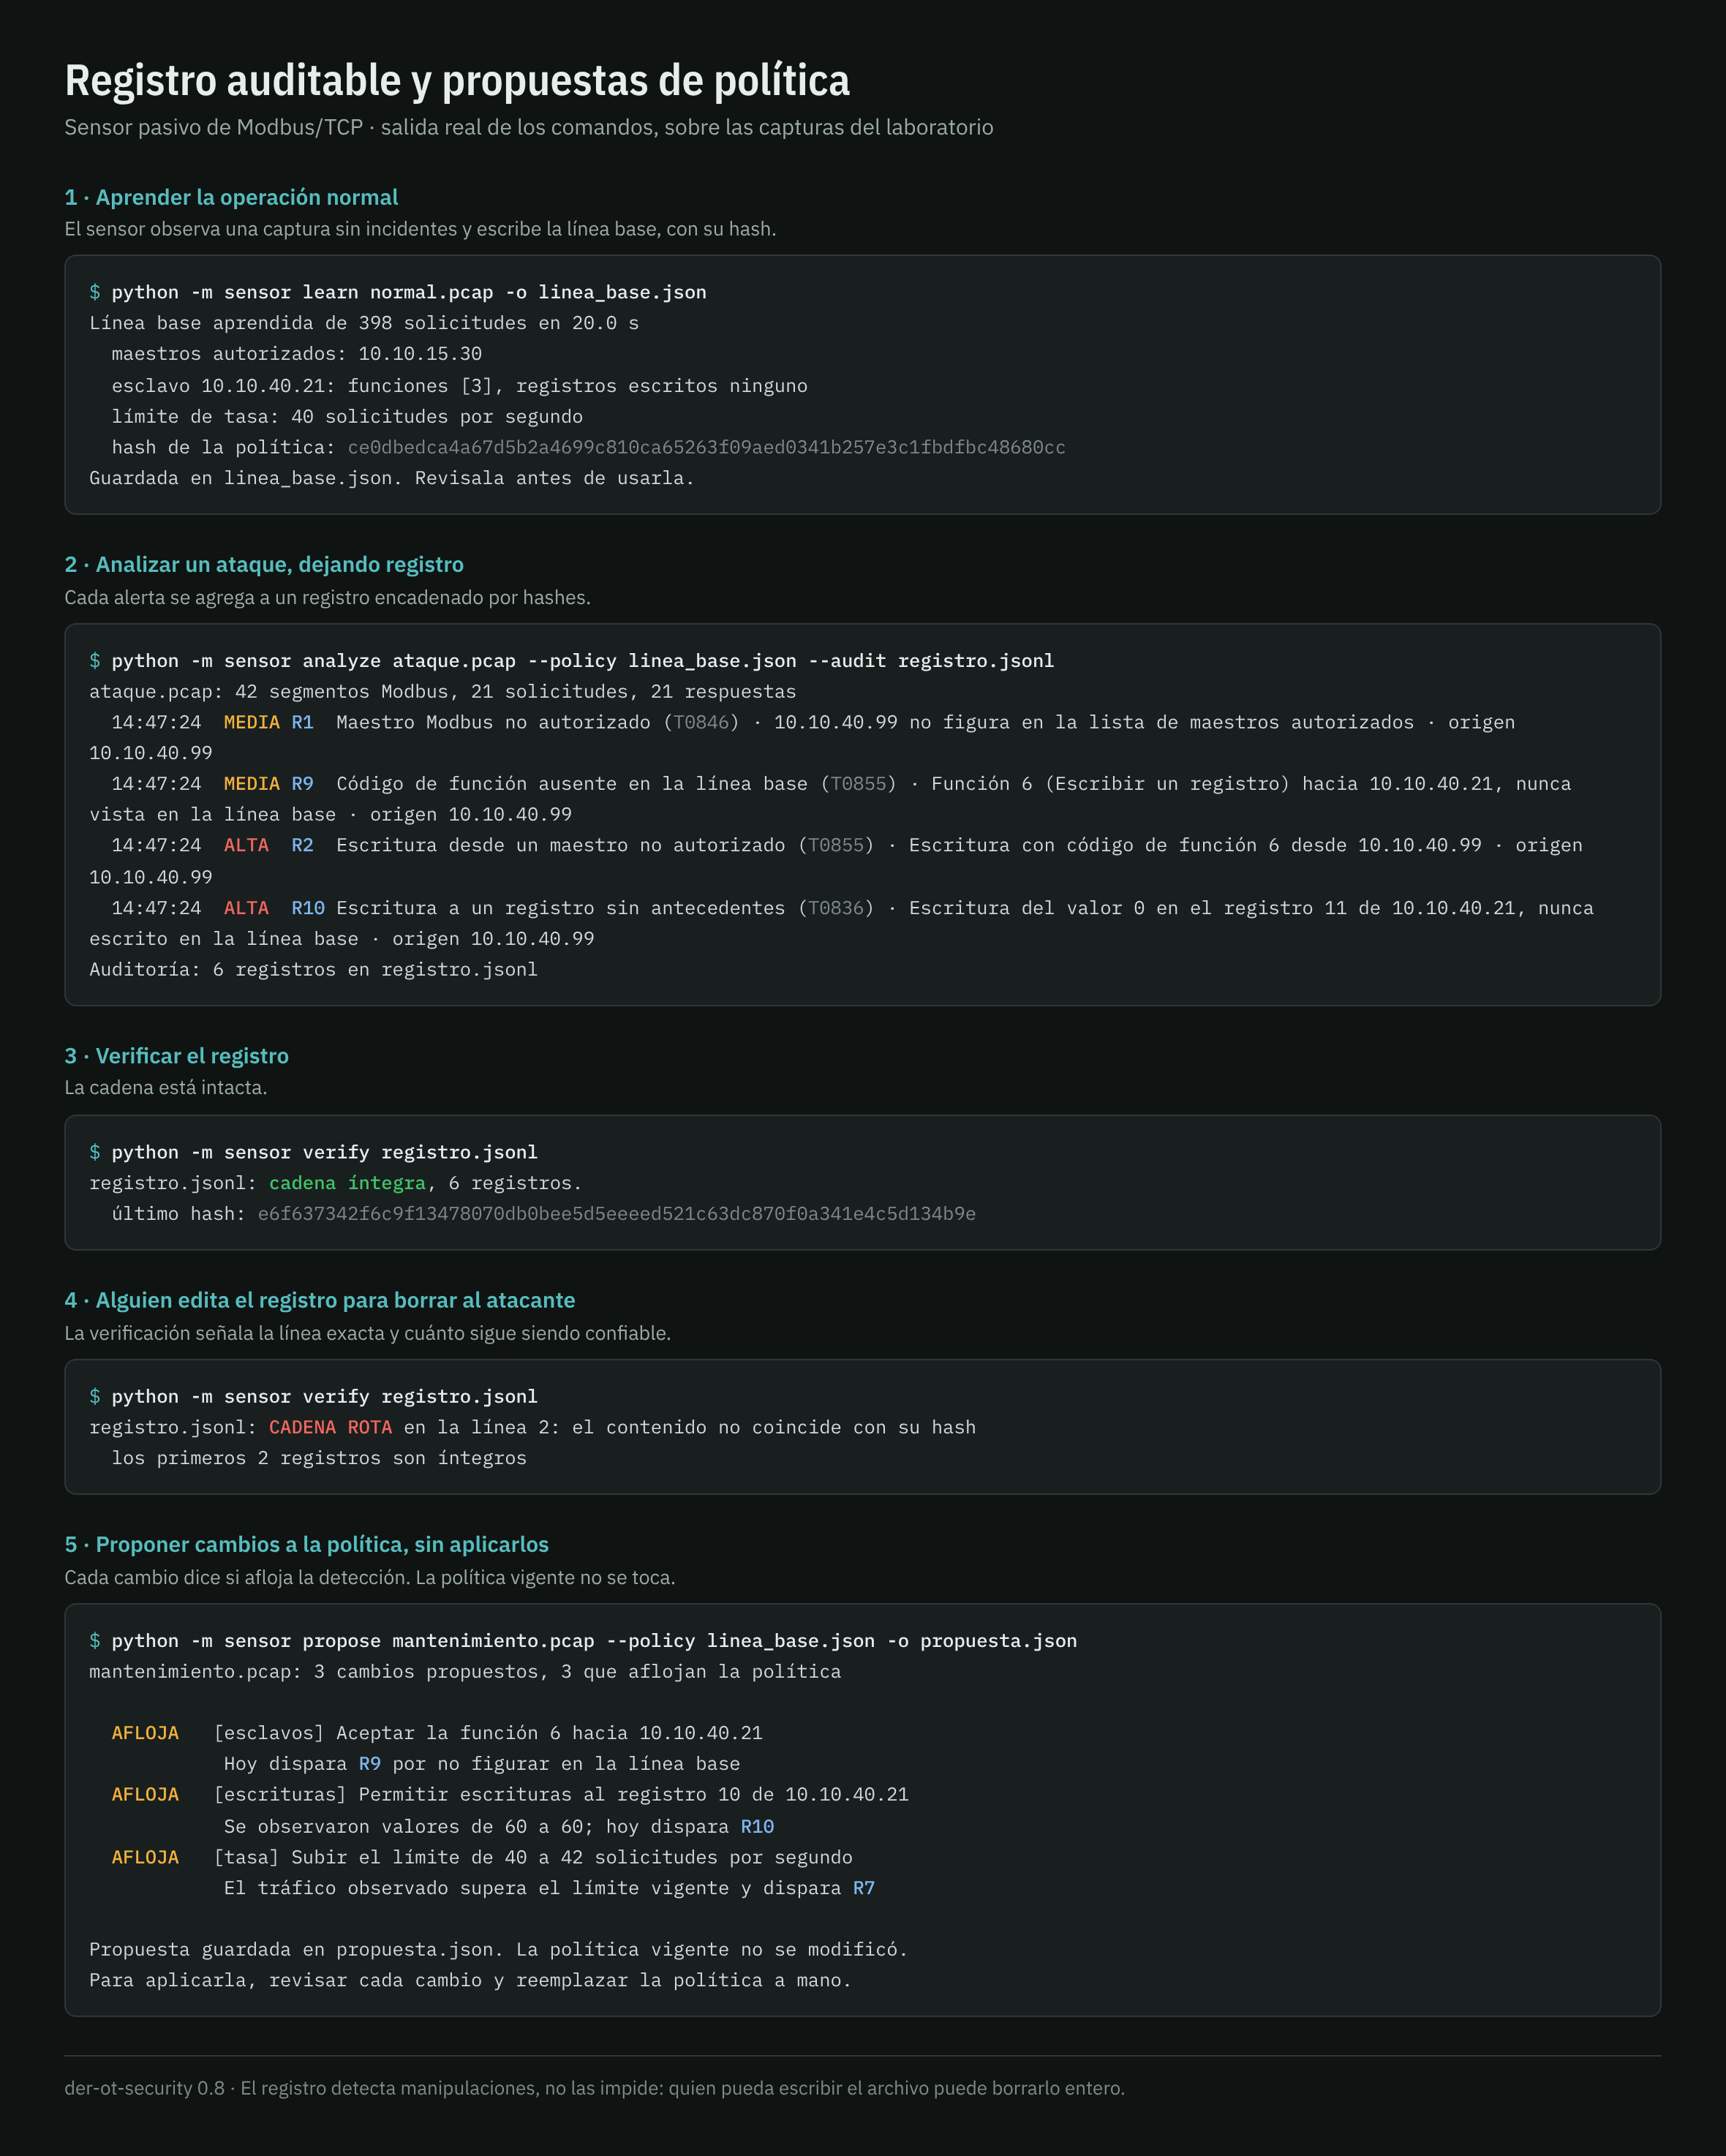 Registro auditable y propuestas de política
Sensor pasivo de Modbus/TCP · salida real de los comandos, sobre las capturas del laboratorio
1 · Aprender la operación normal
El sensor observa una captura sin incidentes y escribe la línea base, con su hash.
$ python -m sensor learn normal.pcap -o linea_base.json
Línea base aprendida de 398 solicitudes en 20.0 s
maestros autorizados: 10.10.15.30
esclavo 10.10.40.21: funciones [3], registros escritos ninguno
límite de tasa: 40 solicitudes por segundo
hash de la política: ce0dbedca4a67d5b2a4699c810ca65263f09aed0341b257e3c1fbdfbc48680cc
Guardada en linea_base.json. Revisala antes de usarla.
2 · Analizar un ataque, dejando registro
Cada alerta se agrega a un registro encadenado por hashes.
$ python -m sensor analyze ataque.pcap --policy linea_base.json --audit registro.jsonl
ataque.pcap: 42 segmentos Modbus, 21 solicitudes, 21 respuestas
14:47:24  MEDIA R1  Maestro Modbus no autorizado (T0846) · 10.10.40.99 no figura en la lista de maestros autorizados · origen
10.10.40.99
14:47:24  MEDIA R9  Código de función ausente en la línea base (T0855) · Función 6 (Escribir un registro) hacia 10.10.40.21, nunca
vista en la línea base · origen 10.10.40.99
14:47:24  ALTA  R2  Escritura desde un maestro no autorizado (T0855) · Escritura con código de función 6 desde 10.10.40.99 · origen
10.10.40.99
14:47:24  ALTA  R10 Escritura a un registro sin antecedentes (T0836) · Escritura del valor 0 en el registro 11 de 10.10.40.21, nunca
escrito en la línea base · origen 10.10.40.99
Auditoría: 6 registros en registro.jsonl
3 · Verificar el registro
La cadena está intacta.
$ python -m sensor verify registro.jsonl
registro.jsonl: cadena íntegra, 6 registros.
último hash: e6f637342f6c9f13478070db0bee5d5eeeed521c63dc870f0a341e4c5d134b9e
4 · Alguien edita el registro para borrar al atacante
La verificación señala la línea exacta y cuánto sigue siendo confiable.
$ python -m sensor verify registro.jsonl
registro.jsonl: CADENA ROTA en la línea 2: el contenido no coincide con su hash
los primeros 2 registros son íntegros
5 · Proponer cambios a la política, sin aplicarlos
Cada cambio dice si afloja la detección. La política vigente no se toca.
$ python -m sensor propose mantenimiento.pcap --policy linea_base.json -o propuesta.json
mantenimiento.pcap: 3 cambios propuestos, 3 que aflojan la política
AFLOJA   [esclavos] Aceptar la función 6 hacia 10.10.40.21
Hoy dispara R9 por no figurar en la línea base
AFLOJA   [escrituras] Permitir escrituras al registro 10 de 10.10.40.21
Se observaron valores de 60 a 60; hoy dispara R10
AFLOJA   [tasa] Subir el límite de 40 a 42 solicitudes por segundo
El tráfico observado supera el límite vigente y dispara R7
Propuesta guardada en propuesta.json. La política vigente no se modificó.
Para aplicarla, revisar cada cambio y reemplazar la política a mano.
der-ot-security 0.8 · El registro detecta manipulaciones, no las impide: quien pueda escribir el archivo puede borrarlo entero.